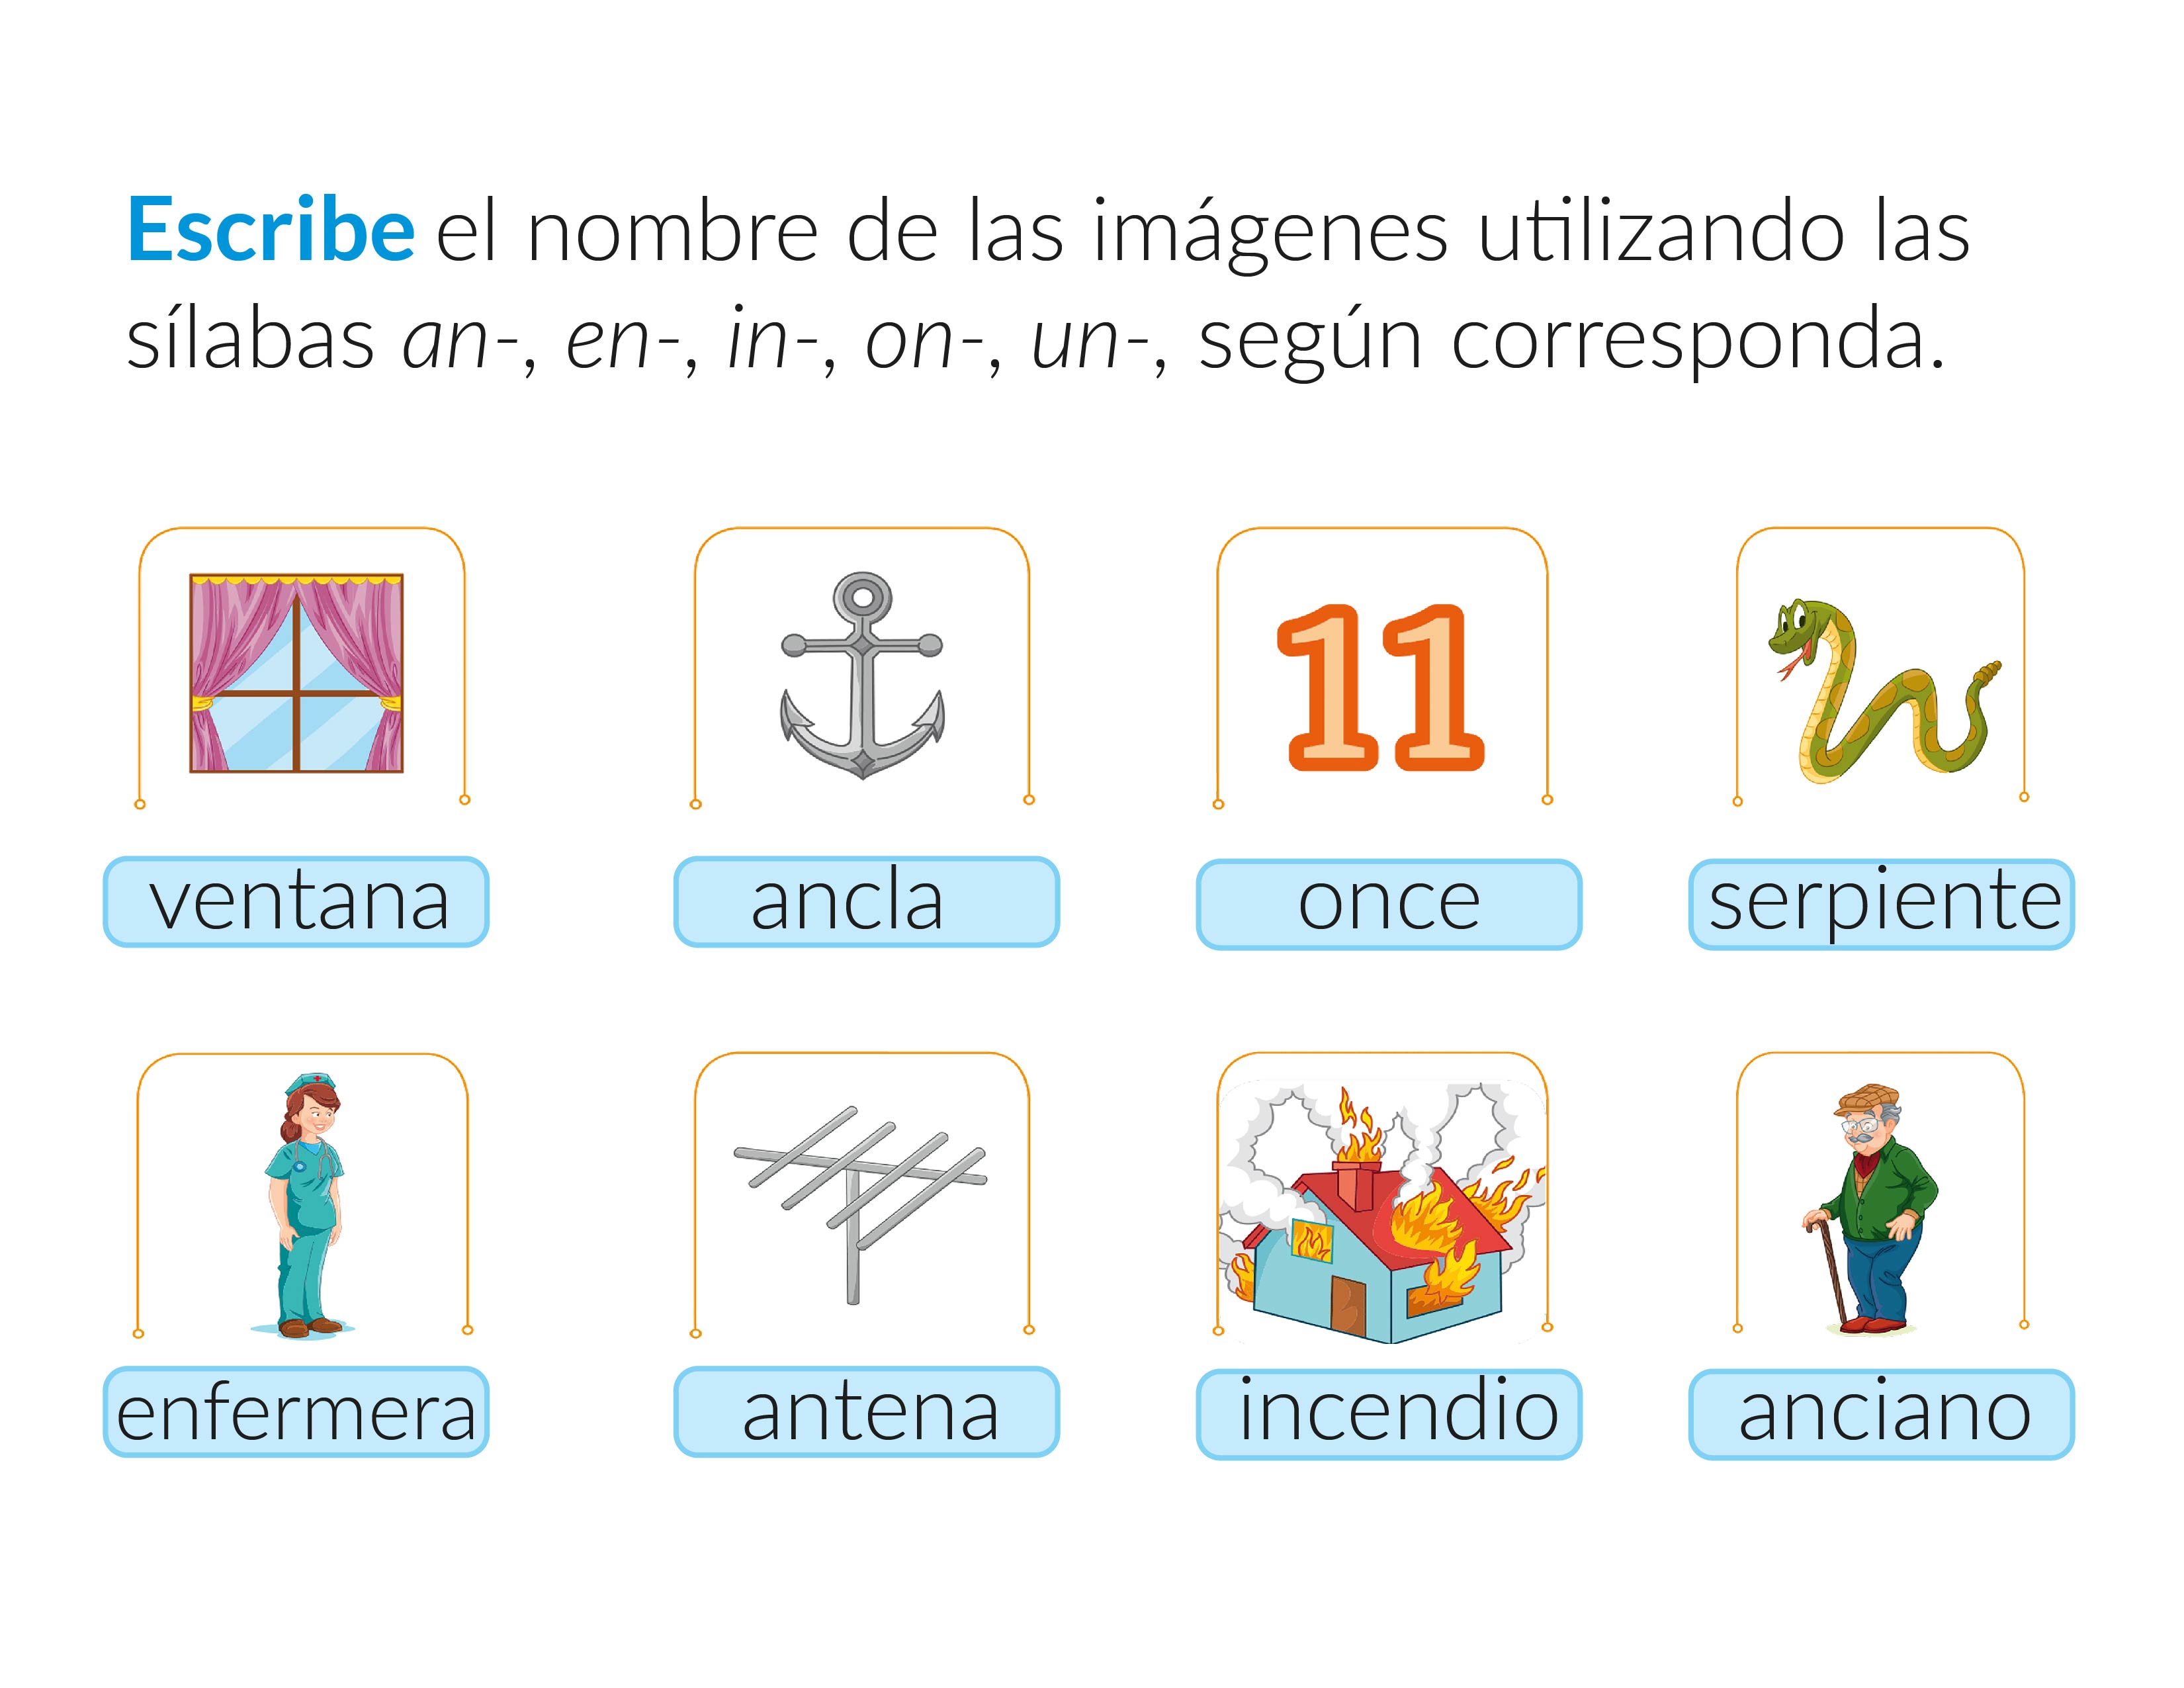 Escribe el nombre de las imágenes utilizando las
sílabas an-, en-, in-, on-, un-, según corresponda.
11
ventana
ancla
once
serpiente
enfermera
antena
incendio
anciano